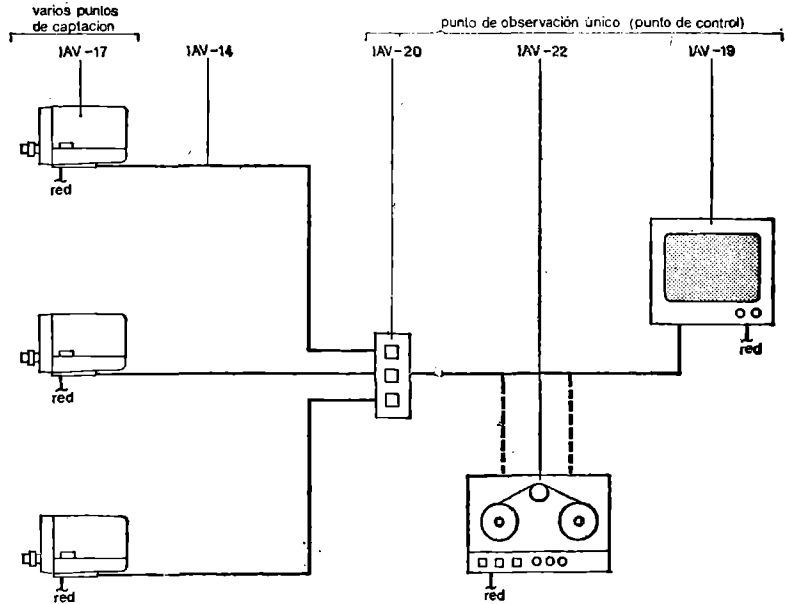 varios puntos
de captacion
punto de observación único (punto de control)
IAV-17
IAV-14
IAV-20
IAV-22
IAV-19
red
red
red
red
red